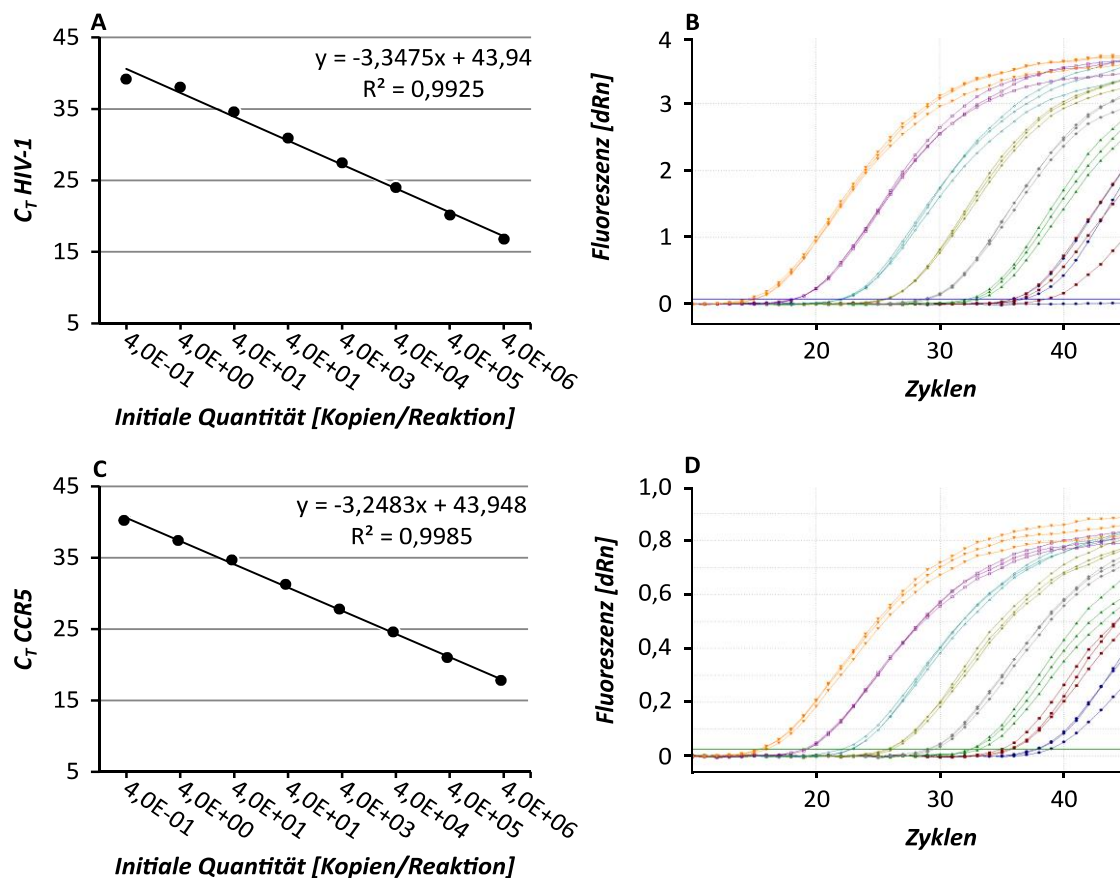 A
45
35
25
15
5
y = -3,3475x + 43,94
R² = 0,9925
C_T HIV-1
4,0E-01
4,0E+00
4,0E+01
4,0E+01
4,0E+03
4,0E+04
4,0E+05
4,0E+06
Initiale Quantität [Kopien/Reaktion]
B
4
3
2
1
0
Fluoreszenz [dRn]
20
30
40
Zyklen
C
45
35
25
15
5
y = -3,2483x + 43,948
R² = 0,9985
C_T CCR5
4,0E-01
4,0E+00
4,0E+01
4,0E+01
4,0E+03
4,0E+04
4,0E+05
4,0E+06
Initiale Quantität [Kopien/Reaktion]
D
1,0
0,8
0,6
0,4
0,2
0
Fluoreszenz [dRn]
20
30
40
Zyklen